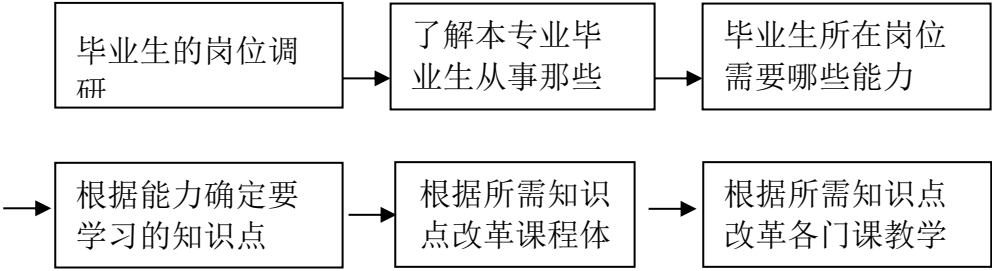 毕业生的岗位调
研
了解本专业毕
业生从事那些
毕业生所在岗位
需要哪些能力
根据能力确定要
学习的知识点
根据所需知识
点改革课程体
根据所需知识点
改革各门课教学